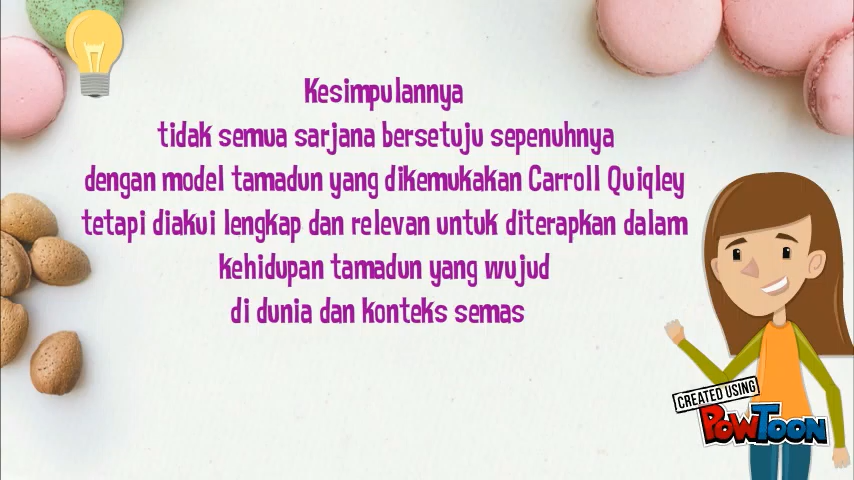 Kesimpulannya
tidak semua sarjana bersetuju sepenuhnya
dengan model tamadun yang dikemukakan Carroll Quiqley
tetapi diakui lengkap dan relevan untuk diterapkan dalam
kehidupan tamadun yang wujud
di dunia dan konteks semas
CREATED USING
POWTOON